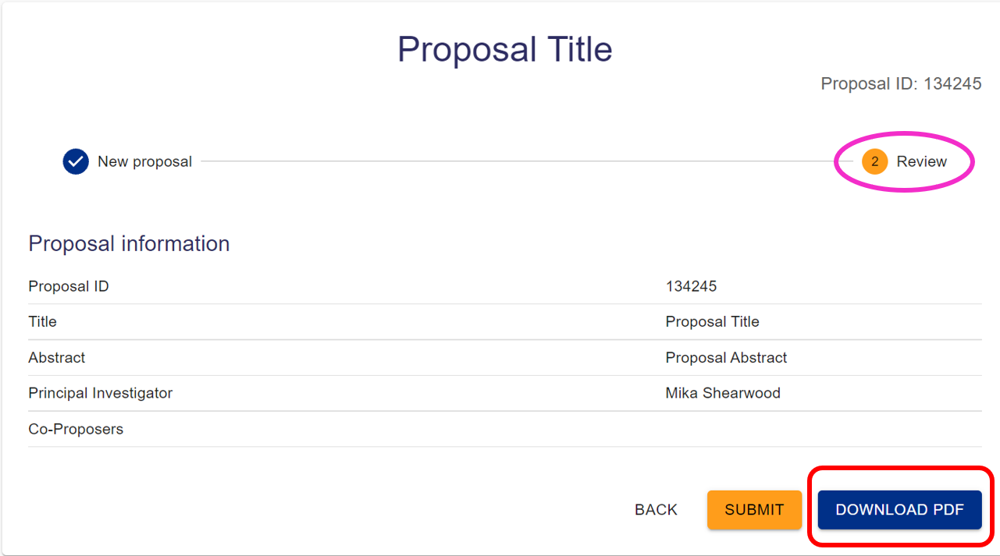 Proposal Title
Proposal ID: 134245
New proposal
2 Review
Proposal information
Proposal ID 134245
Title Proposal Title
Abstract Proposal Abstract
Principal Investigator Mika Shearwood
Co-Proposers
BACK SUBMIT DOWNLOAD PDF